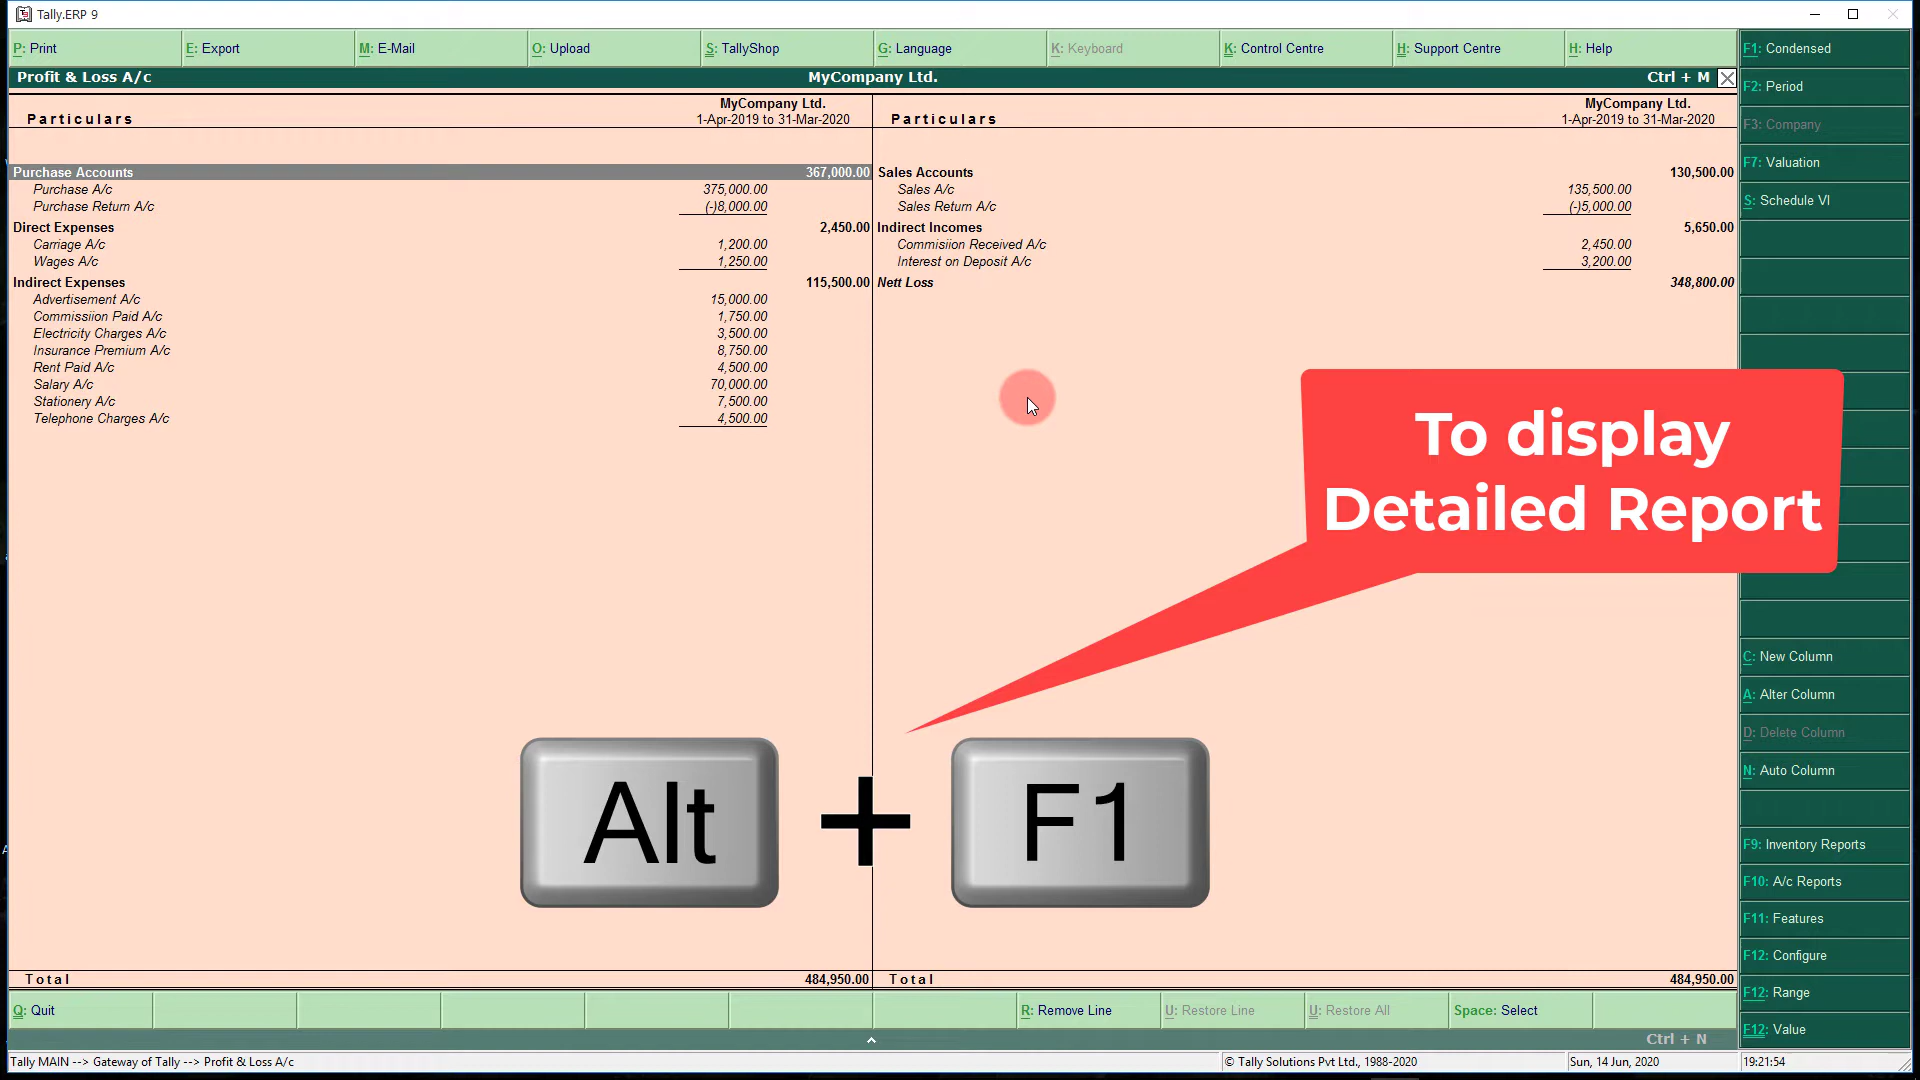 Tally.ERP 9
P: Print E: Export M: E-Mail O: Upload S: TallyShop G: Language K: Keyboard K: Control Centre H: Support Centre H: Help
Profit & Loss A/c MyCompany Ltd. Ctrl + M
MyCompany Ltd. MyCompany Ltd.
Particulars 1-Apr-2019 to 31-Mar-2020 Particulars 1-Apr-2019 to 31-Mar-2020
Purchase Accounts 367,000.00 Sales Accounts 130,500.00
Purchase A/c 375,000.00 Sales A/c 135,500.00
Purchase Return A/c (-)8,000.00 Sales Return A/c (-)5,000.00
Direct Expenses 2,450.00 Indirect Incomes 5,650.00
Carriage A/c 1,200.00 Commisiion Received A/c 2,450.00
Wages A/c 1,250.00 Interest on Deposit A/c 3,200.00
Indirect Expenses 115,500.00 Nett Loss 348,800.00
Advertisement A/c 15,000.00
Commissiion Paid A/c 1,750.00
Electricity Charges A/c 3,500.00
Insurance Premium A/c 8,750.00
Rent Paid A/c 4,500.00
Salary A/c 70,000.00
Stationery A/c 7,500.00
Telephone Charges A/c 4,500.00
To display
Detailed Report
Alt + F1
Total 484,950.00 Total 484,950.00
Q: Quit R: Remove Line U: Restore Line U: Restore All Space: Select
Ctrl + N
Tally MAIN --> Gateway of Tally --> Profit & Loss A/c © Tally Solutions Pvt Ltd., 1988-2020 Sun, 14 Jun, 2020 19:21:54
F1: Condensed
F2: Period
F3: Company
F7: Valuation
S: Schedule VI
C: New Column
A: Alter Column
D: Delete Column
N: Auto Column
F9: Inventory Reports
F10: A/c Reports
F11: Features
F12: Configure
F12: Range
F12: Value